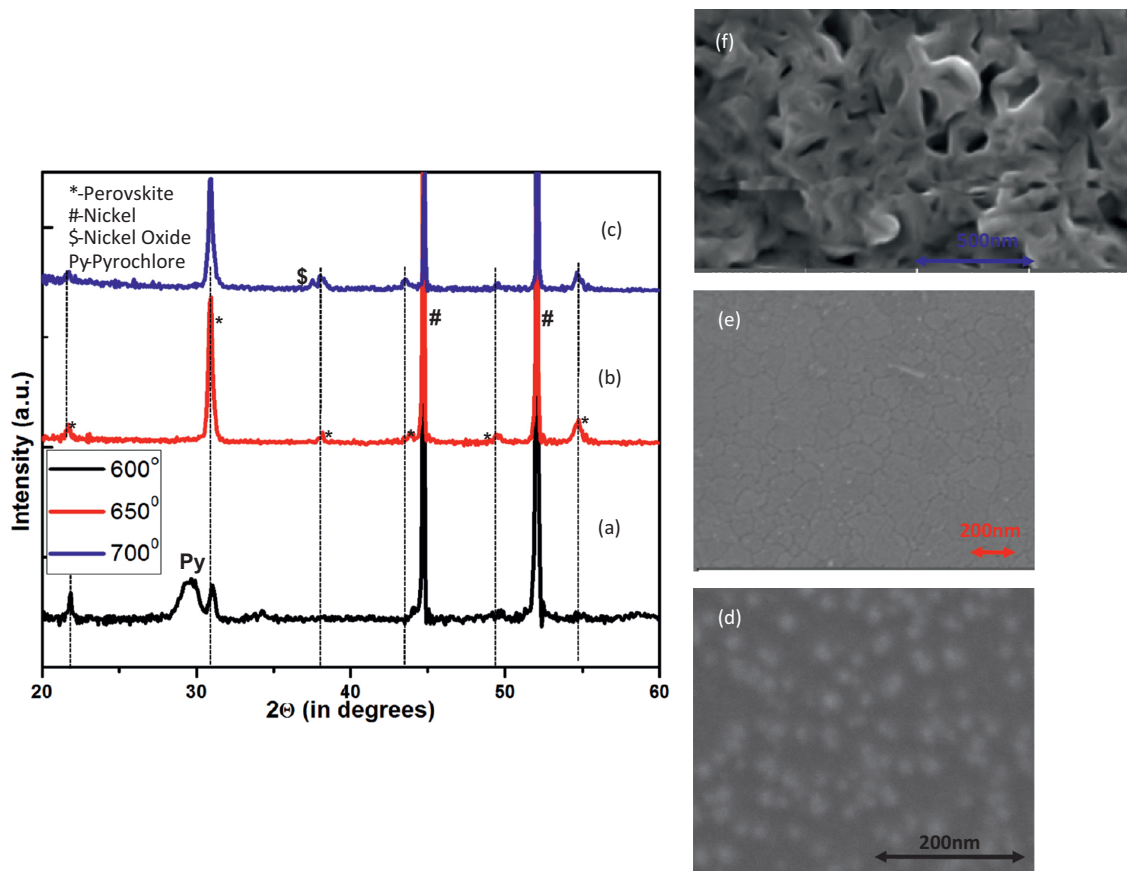 *-Perovskite
#-Nickel
$-Nickel Oxide
Py-Pyrochlore
(c)
$
#
#
*
(b)
*
*
*
*
*
600°
650⁰
700⁰
(a)
Py
Intensity (a.u.)
20
30
40
50
60
2Θ (in degrees)
(f)
500nm
(e)
200nm
(d)
200nm